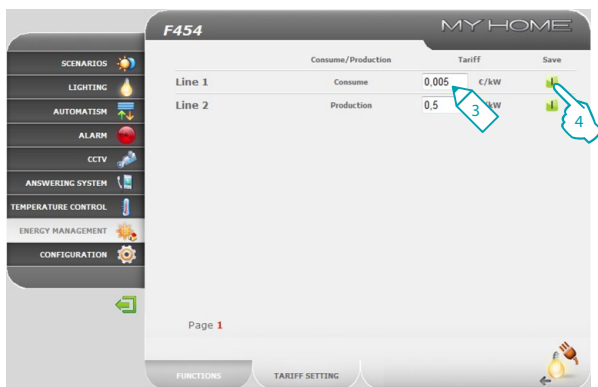 F454
MY HOME
Consume/Production Tariff Save
Line 1 Consume 0,005 €/kW
Line 2 Production 0,5 kW
3
4
SCENARIOS
LIGHTING
AUTOMATISM
ALARM
CCTV
ANSWERING SYSTEM
TEMPERATURE CONTROL
ENERGY MANAGEMENT
CONFIGURATION
Page 1
FUNCTIONS TARIFF SETTING